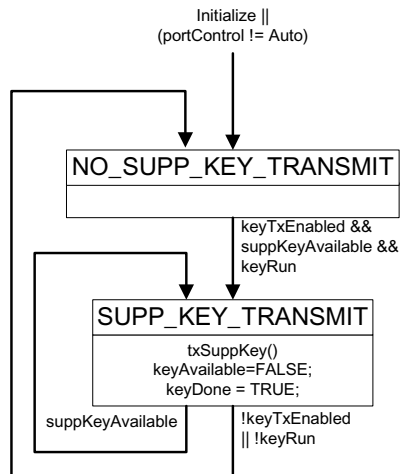 Initialize ||
(portControl != Auto)
NO_SUPP_KEY_TRANSMIT
keyTxEnabled &&
suppKeyAvailable &&
keyRun
SUPP_KEY_TRANSMIT
txSuppKey()
keyAvailable=FALSE;
keyDone = TRUE;
suppKeyAvailable
!keyTxEnabled
|| !keyRun